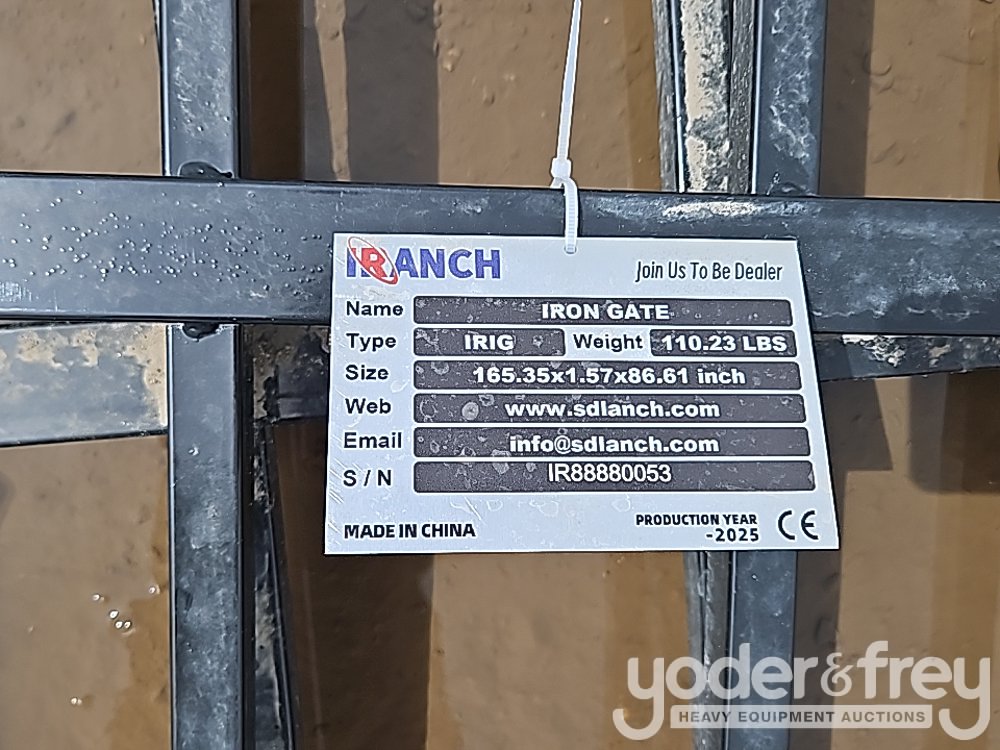 IRANCH Join Us To Be Dealer
Name IRON GATE
Type IRIG Weight 110.23 LBS
Size 165.35x1.57x86.61 inch
Web www.sdlanch.com
Email info@sdlanch.com
S / N IR88880053
MADE IN CHINA PRODUCTION YEAR
-2025 CE
yoder&frey
HEAVY EQUIPMENT AUCTIONS